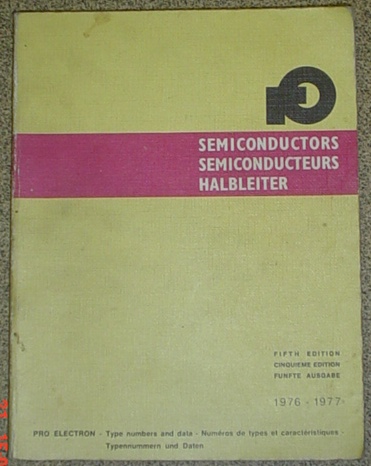 SEMICONDUCTORS
SEMICONDUCTEURS
HALBLEITER
FIFTH EDITION
CINQUIEME EDITION
FUNFTE AUSGABE
1976 - 1977
PRO ELECTRON - Type numbers and data - Numéros de types et caractéristiques -
Typennummern und Daten